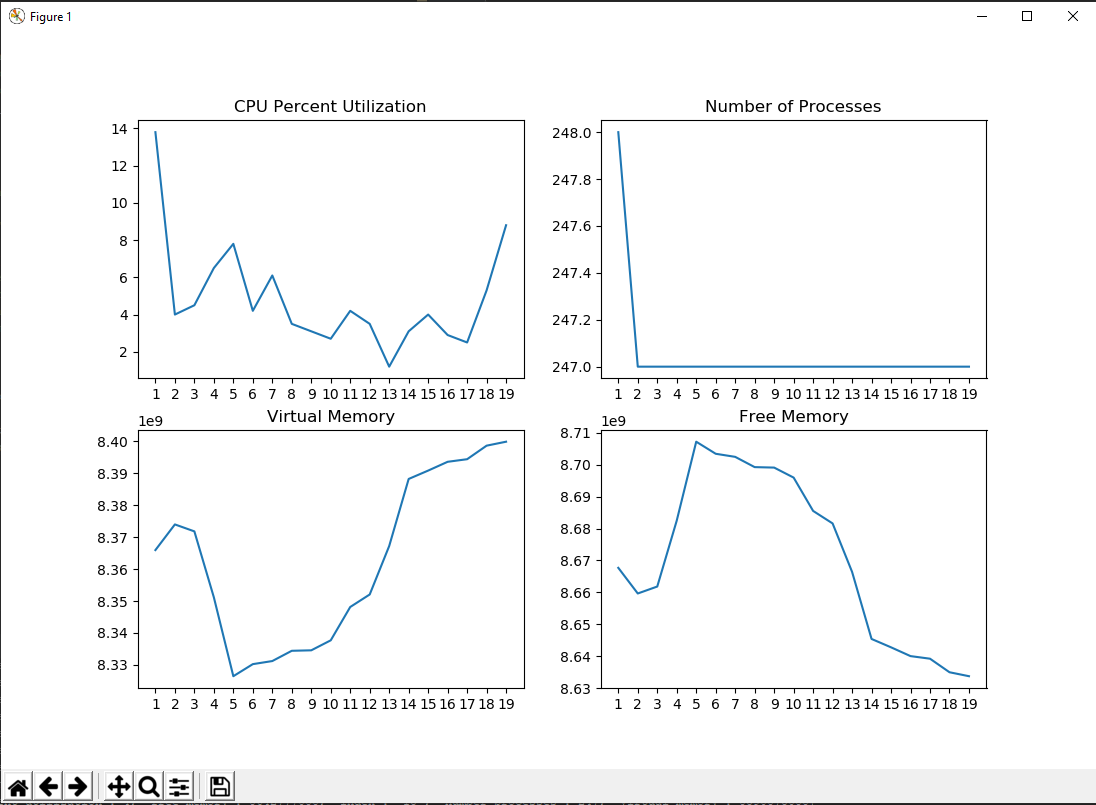 Figure 1
CPU Percent Utilization
14
12
10
8
6
4
2
1 2 3 4 5 6 7 8 9 10 11 12 13 14 15 16 17 18 19
Number of Processes
248.0
247.8
247.6
247.4
247.2
247.0
1 2 3 4 5 6 7 8 9 10 11 12 13 14 15 16 17 18 19
Virtual Memory
1e9
8.40
8.39
8.38
8.37
8.36
8.35
8.34
8.33
1 2 3 4 5 6 7 8 9 10 11 12 13 14 15 16 17 18 19
Free Memory
1e9
8.71
8.70
8.69
8.68
8.67
8.66
8.65
8.64
8.63
1 2 3 4 5 6 7 8 9 10 11 12 13 14 15 16 17 18 19